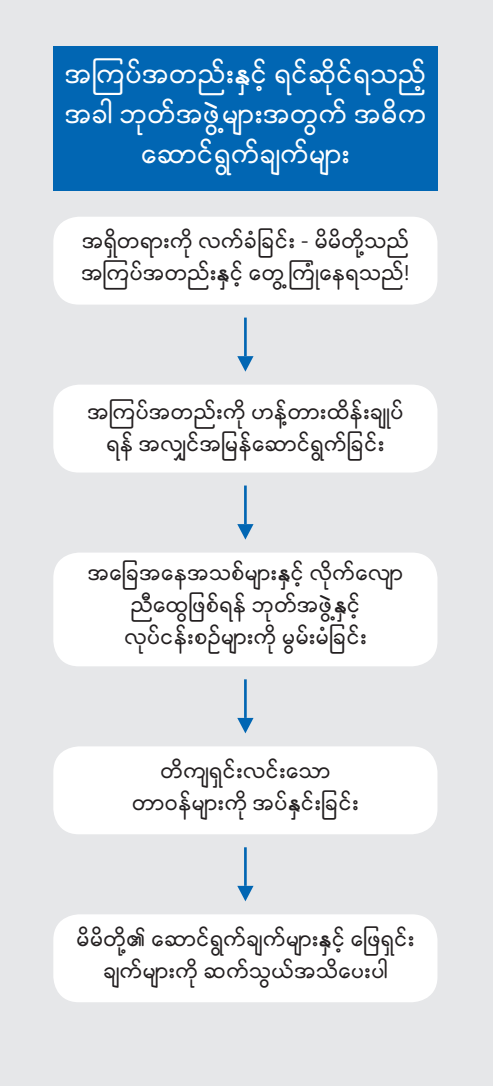 အကြပ်အတည်းနှင့် ရင်ဆိုင်ရသည့်
အခါ ဘုတ်အဖွဲ့များအတွက် အဓိက
ဆောင်ရွက်ချက်များ
အရှိတရားကို လက်ခံခြင်း - မိမိတို့သည်
အကြပ်အတည်းနှင့် တွေ့ကြုံနေရသည်!
အကြပ်အတည်းကို ဟန့်တားထိန်းချုပ်
ရန် အလျှင်အမြန်ဆောင်ရွက်ခြင်း
အခြေအနေအသစ်များနှင့် လိုက်လျော
ညီထွေဖြစ်ရန် ဘုတ်အဖွဲ့နှင့်
လုပ်ငန်းစဉ်များကို မွမ်းမံခြင်း
တိကျရှင်းလင်းသော
တာဝန်များကို အပ်နှင်းခြင်း
မိမိတို့၏ ဆောင်ရွက်ချက်များနှင့် ဖြေရှင်း
ချက်များကို ဆက်သွယ်အသိပေးပါ